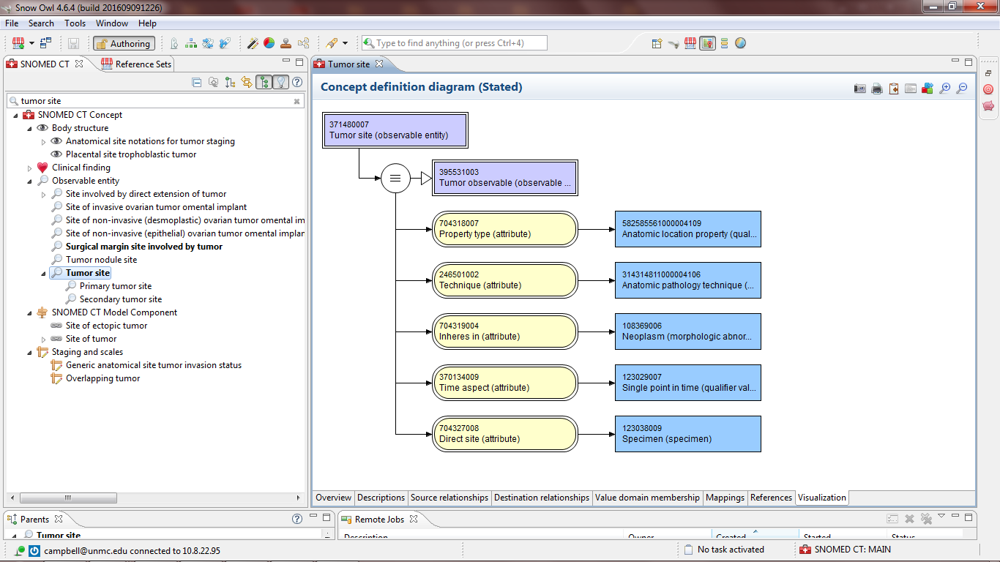 Snow Owl 4.6.4 (build 201609091226)
File Search Tools Window Help
Authoring
Type to find anything (or press Ctrl+4)
SNOMED CT
Reference Sets
tumor site
SNOMED CT Concept
Body structure
Anatomical site notations for tumor staging
Placental site trophoblastic tumor
Clinical finding
Observable entity
Site involved by direct extension of tumor
Site of invasive ovarian tumor omental implant
Site of non-invasive (desmoplastic) ovarian tumor omental im
Site of non-invasive (epithelial) ovarian tumor omental implar
Surgical margin site involved by tumor
Tumor nodule site
Tumor site
Primary tumor site
Secondary tumor site
SNOMED CT Model Component
Site of ectopic tumor
Site of tumor
Staging and scales
Generic anatomical site tumor invasion status
Overlapping tumor
Tumor site
Concept definition diagram (Stated)
371480007
Tumor site (observable entity)
395531003
Tumor observable (observable ...
704318007
Property type (attribute)
582585561000004109
Anatomic location property (qual...
246501002
Technique (attribute)
314314811000004106
Anatomic pathology technique (...
704319004
Inheres in (attribute)
108369006
Neoplasm (morphologic abnor...
370134009
Time aspect (attribute)
123029007
Single point in time (qualifier val...
704327008
Direct site (attribute)
123038009
Specimen (specimen)
Overview Descriptions Source relationships Destination relationships Value domain membership Mappings References Visualization
Parents
Tumor site
Remote Jobs
Description Owner Created Started Status
campbell@unmc.edu connected to 10.8.22.95
No task activated
SNOMED CT: MAIN